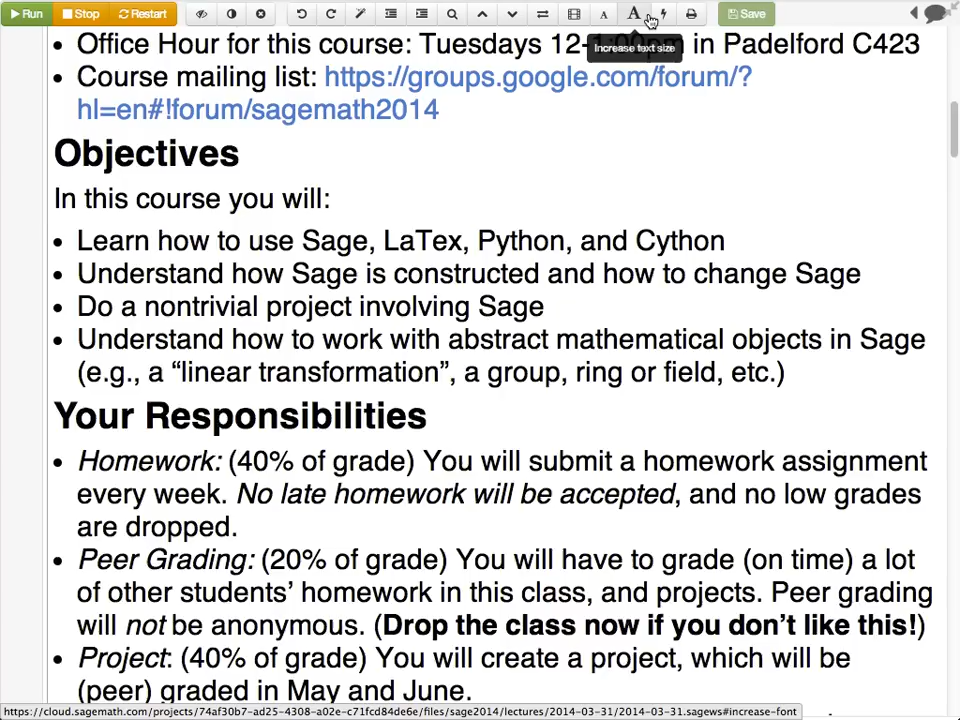 Run Stop Restart A A Save
Office Hour for this course: Tuesdays 12-1:00pm in Padelford C423
Increase text size
Course mailing list: https://groups.google.com/forum/?
hl=en#!forum/sagemath2014
Objectives
In this course you will:
Learn how to use Sage, LaTex, Python, and Cython
Understand how Sage is constructed and how to change Sage
Do a nontrivial project involving Sage
Understand how to work with abstract mathematical objects in Sage
(e.g., a “linear transformation”, a group, ring or field, etc.)
Your Responsibilities
Homework: (40% of grade) You will submit a homework assignment
every week. No late homework will be accepted, and no low grades
are dropped.
Peer Grading: (20% of grade) You will have to grade (on time) a lot
of other students’ homework in this class, and projects. Peer grading
will not be anonymous. (Drop the class now if you don’t like this!)
Project: (40% of grade) You will create a project, which will be
(peer) graded in May and June.
https://cloud.sagemath.com/projects/74af30b7-ad25-4308-a02e-c71fcd84de6e/files/sage2014/lectures/2014-03-31/2014-03-31.sagews#increase-font